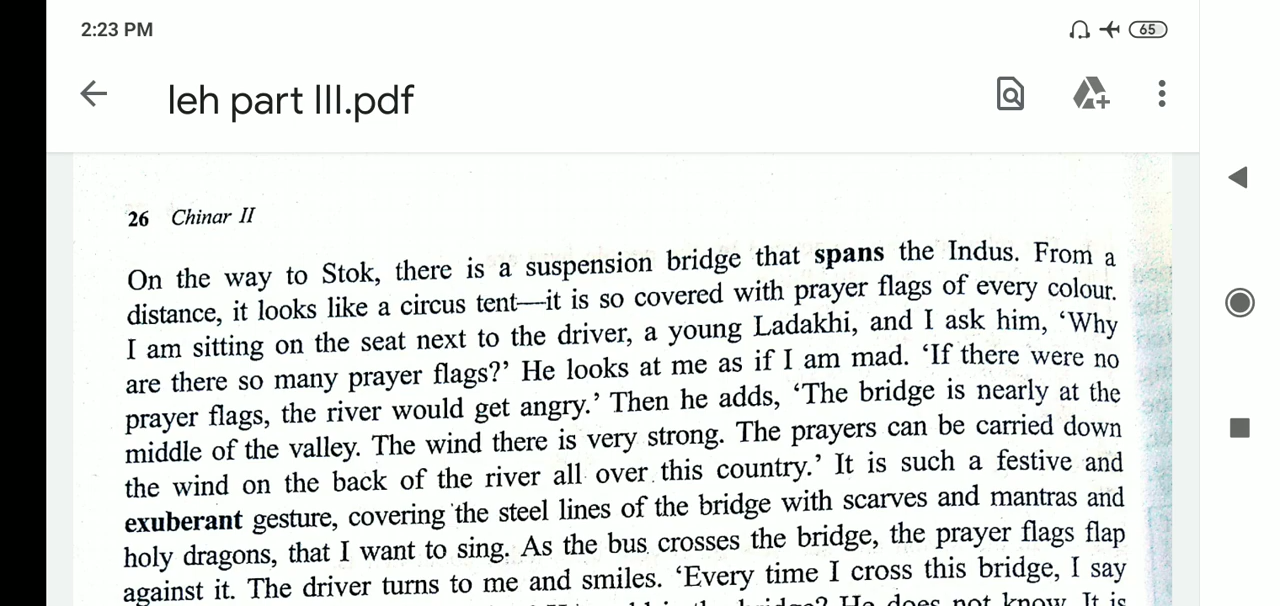 2:23 PM
65
leh part III.pdf
26 Chinar II
On the way to Stok, there is a suspension bridge that spans the Indus. From a
distance, it looks like a circus tent—it is so covered with prayer flags of every colour.
I am sitting on the seat next to the driver, a young Ladakhi, and I ask him, ‘Why
are there so many prayer flags?’ He looks at me as if I am mad. ‘If there were no
prayer flags, the river would get angry.’ Then he adds, ‘The bridge is nearly at the
middle of the valley. The wind there is very strong. The prayers can be carried down
the wind on the back of the river all over this country.’ It is such a festive and
exuberant gesture, covering the steel lines of the bridge with scarves and mantras and
holy dragons, that I want to sing. As the bus crosses the bridge, the prayer flags flap
against it. The driver turns to me and smiles. ‘Every time I cross this bridge, I say
bridge? He does not know. It is